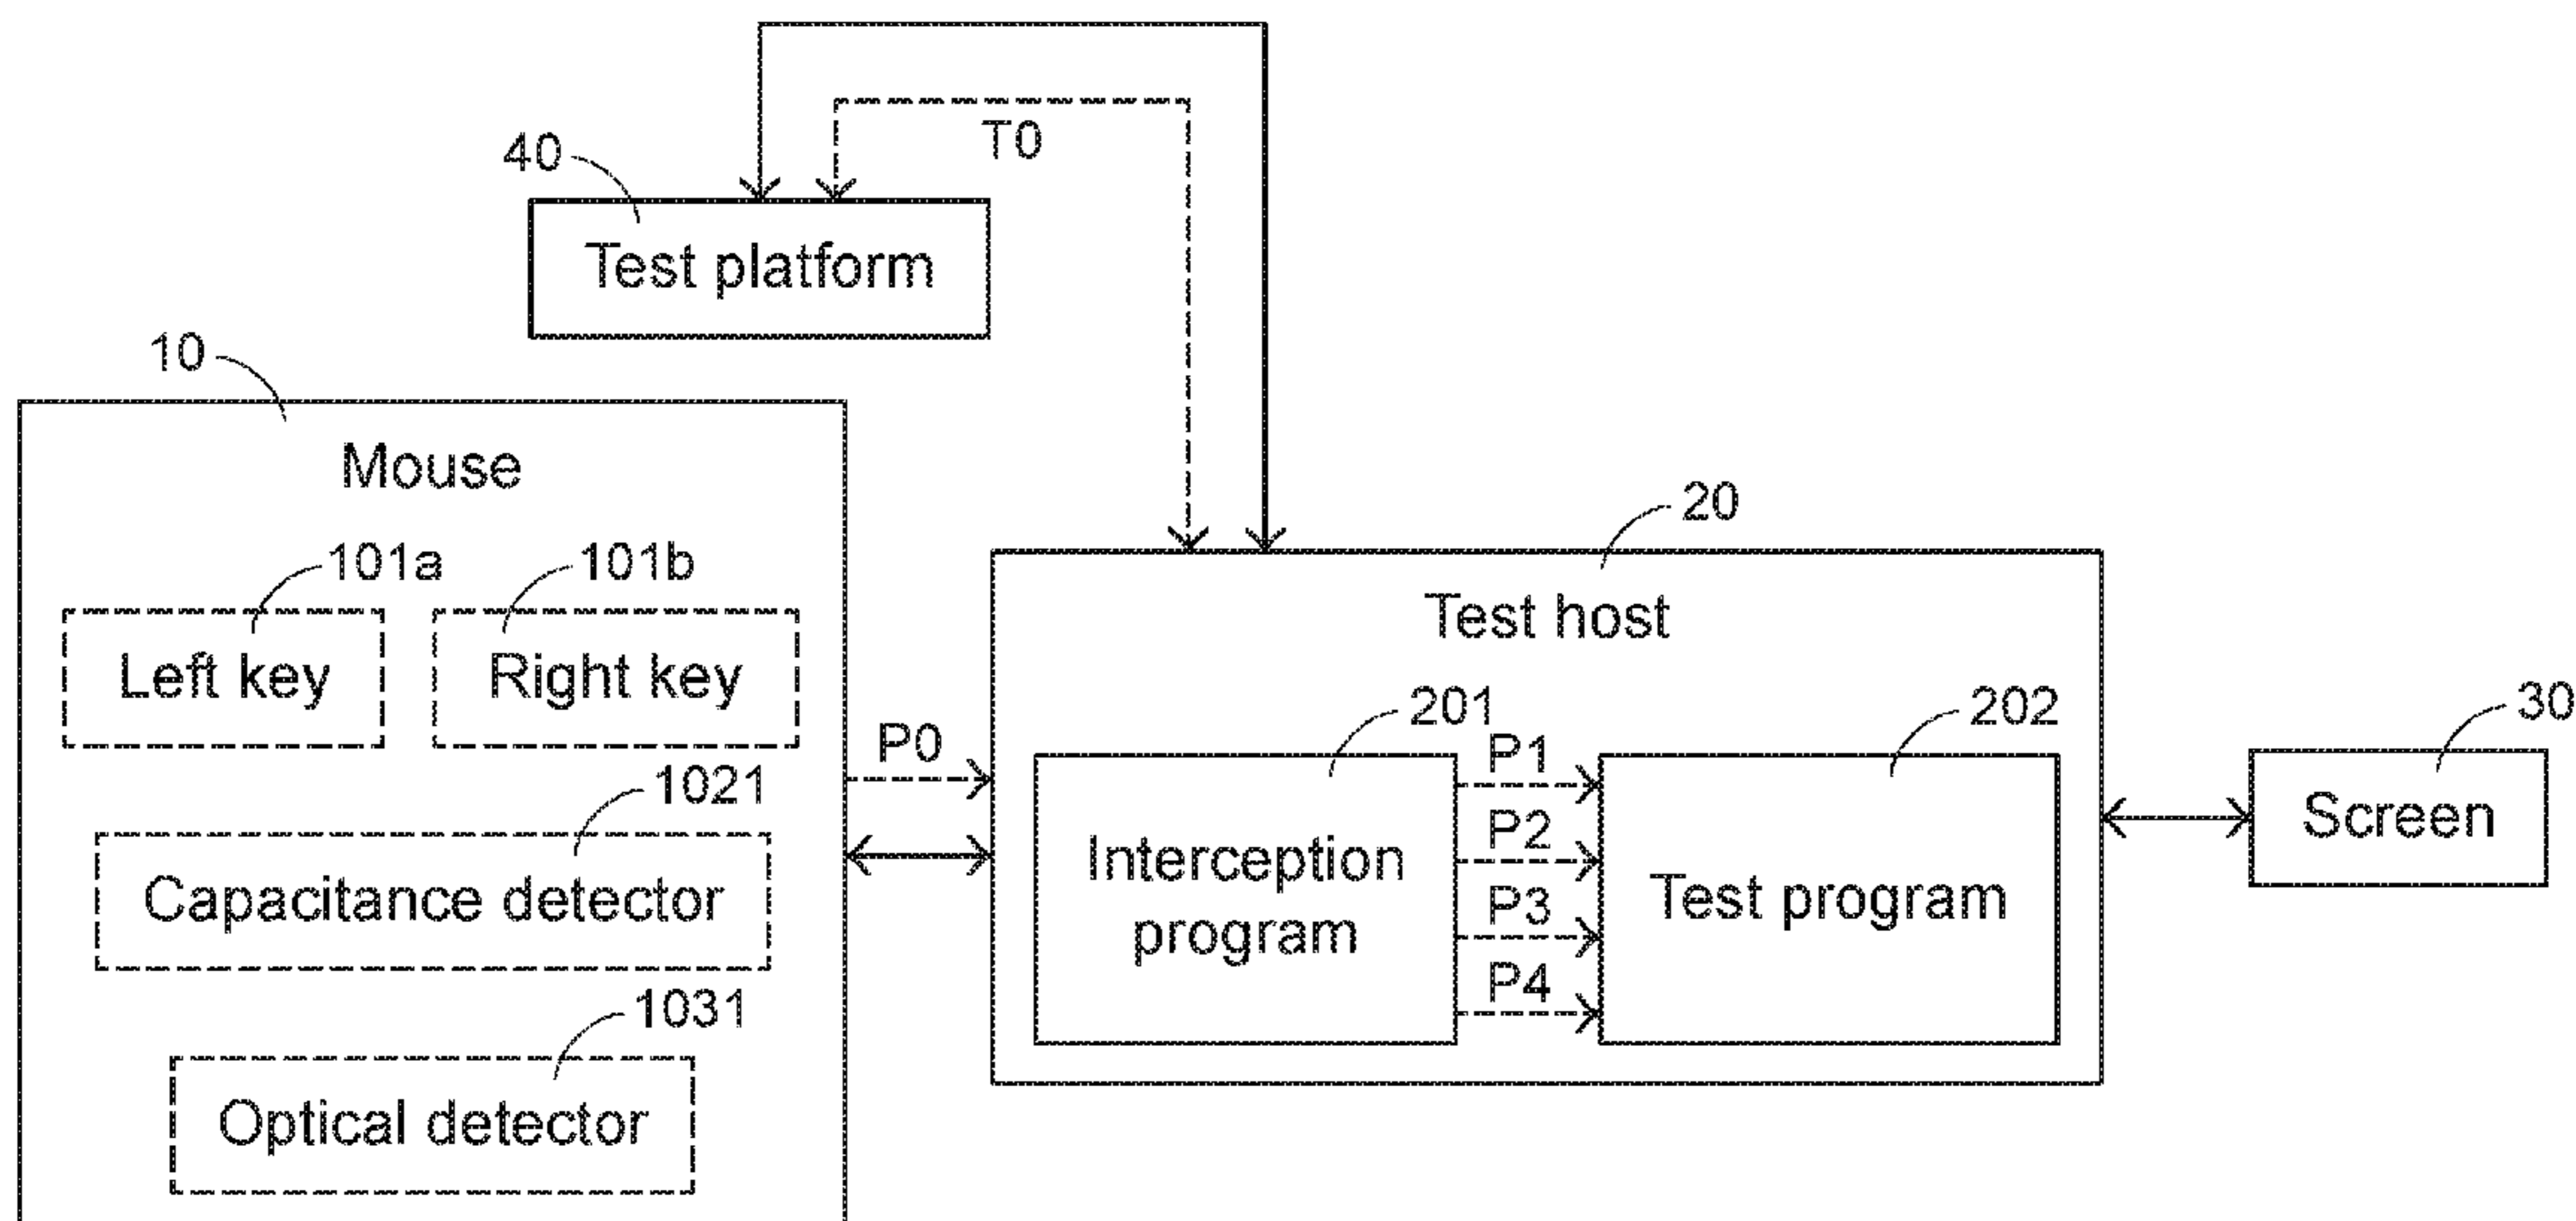 T0
40
Test platform
10
Mouse
101a
101b
Left key
Right key
1021
Capacitance detector
1031
Optical detector
P0
20
Test host
201
202
Interception
program
P1
P2
P3
P4
Test program
30
Screen